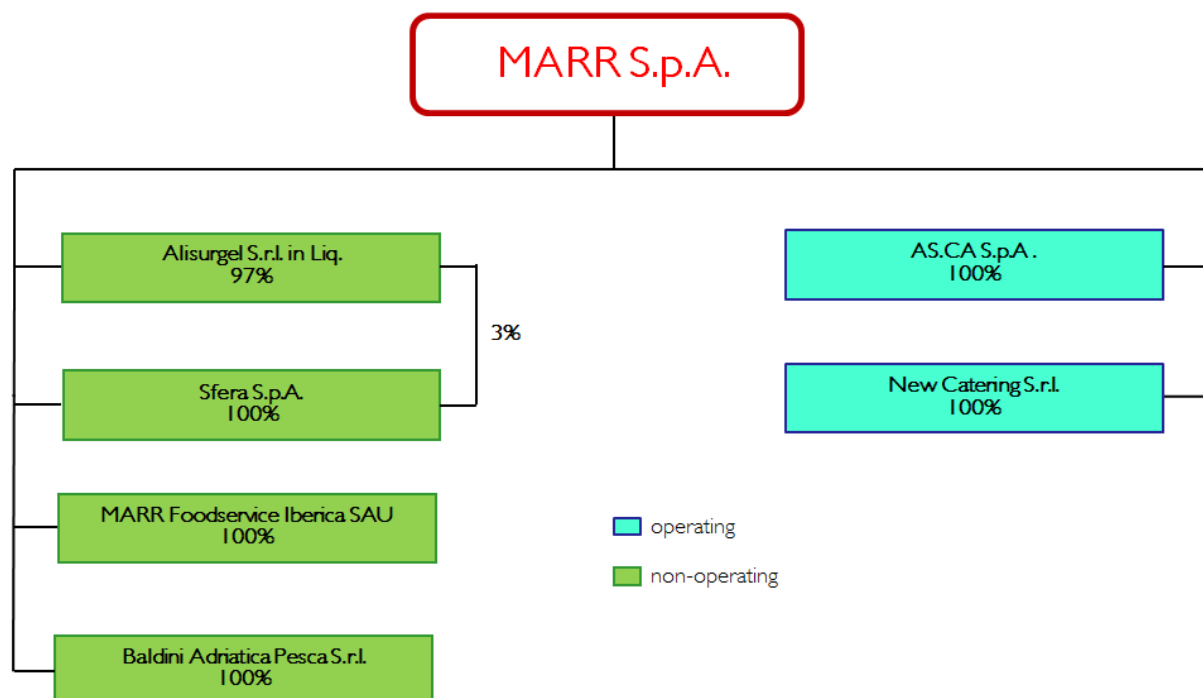 MARR S.p.A.
Alisurgel S.r.l. in Liq.
97%
3%
Sfera S.p.A.
100%
MARR Foodservice Iberica SAU
100%
Baldini Adriatica Pesca S.r.l.
100%
AS.CA S.p.A .
100%
New Catering S.r.l.
100%
operating
non-operating